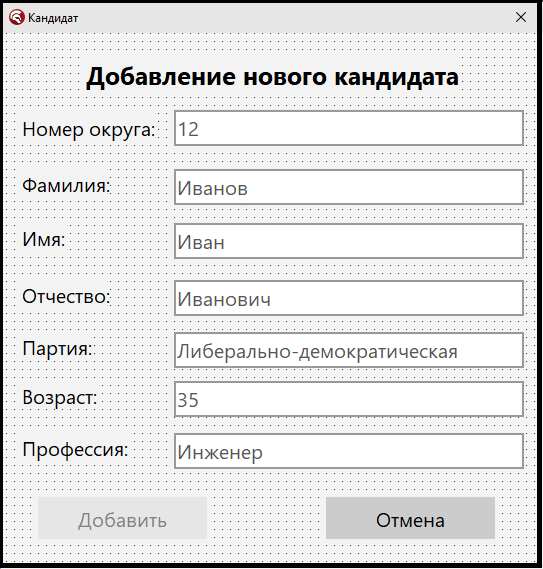 Кандидат
Добавление нового кандидата
Номер округа: 12
Фамилия: Иванов
Имя: Иван
Отчество: Иванович
Партия: Либерально-демократическая
Возраст: 35
Профессия: Инженер
Добавить Отмена